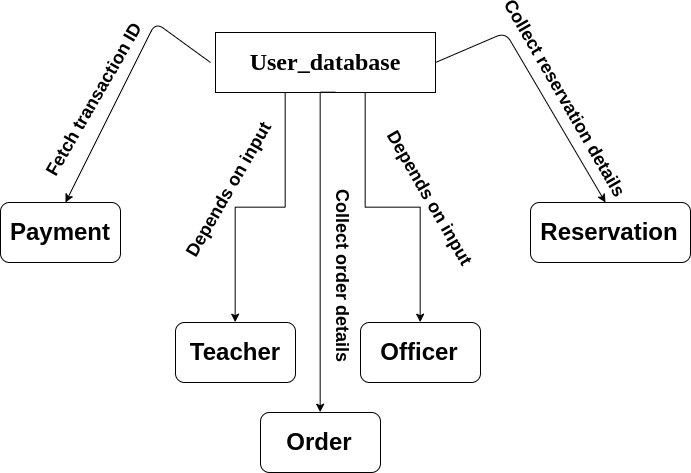 User_database
Fetch transaction ID
Collect reservation details
Depends on input
Collect order details
Depends on input
Payment
Reservation
Teacher
Officer
Order